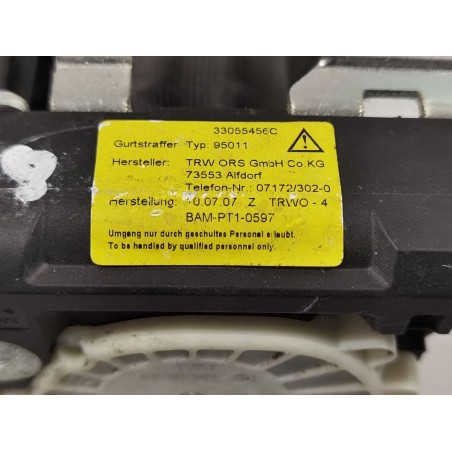 33055456C
Gurtstraffer Typ: 95011
Hersteller: TRW ORS GmbH Co.KG
73553 Alfdorf
Telefon-Nr.: 07172/302-0
Herstellung: 0.07.07 Z TRWO - 4
BAM-PT1-0597
Umgang nur durch geschultes Personal erlaubt.
To be handled by qualified personnel only.
8